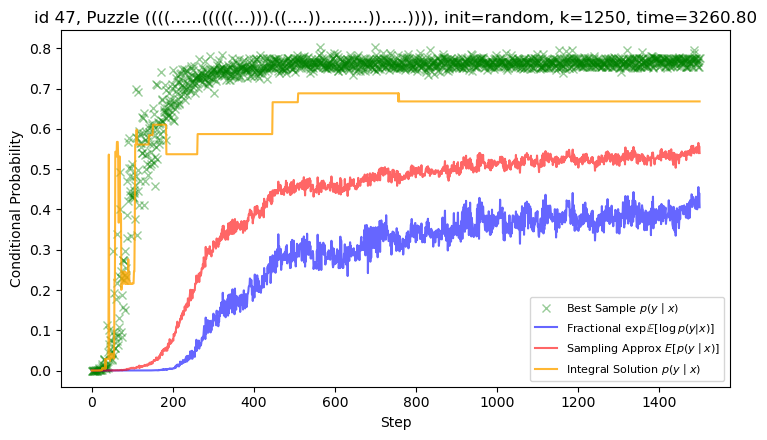 id 47, Puzzle ((((......(((((...))).((....)).........)).....)))), init=random, k=1250, time=3260.80
0.8
0.7
0.6
0.5
0.4
0.3
0.2
0.1
0.0
Conditional Probability
Best Sample p(y | x)
Fractional exp𝔼[log p(y|x)]
Sampling Approx E[p(y | x)]
Integral Solution p(y | x)
0 200 400 600 800 1000 1200 1400
Step